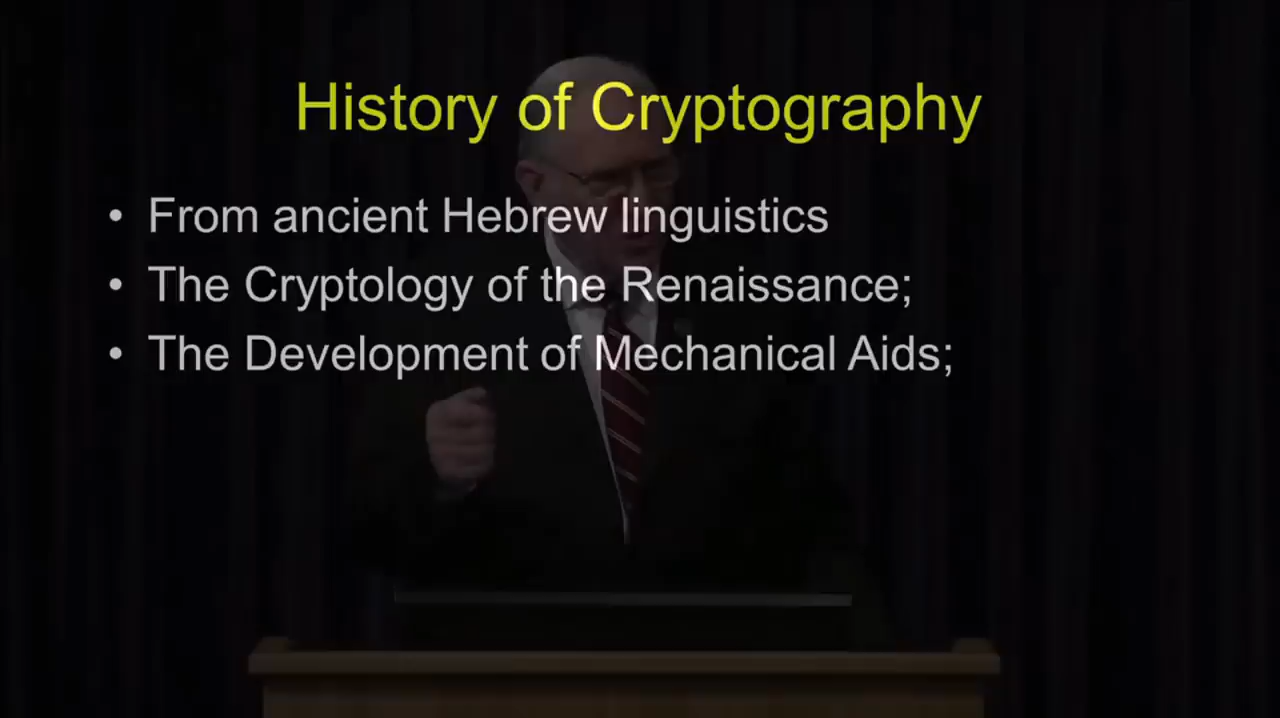 History of Cryptography
• From ancient Hebrew linguistics
• The Cryptology of the Renaissance;
• The Development of Mechanical Aids;